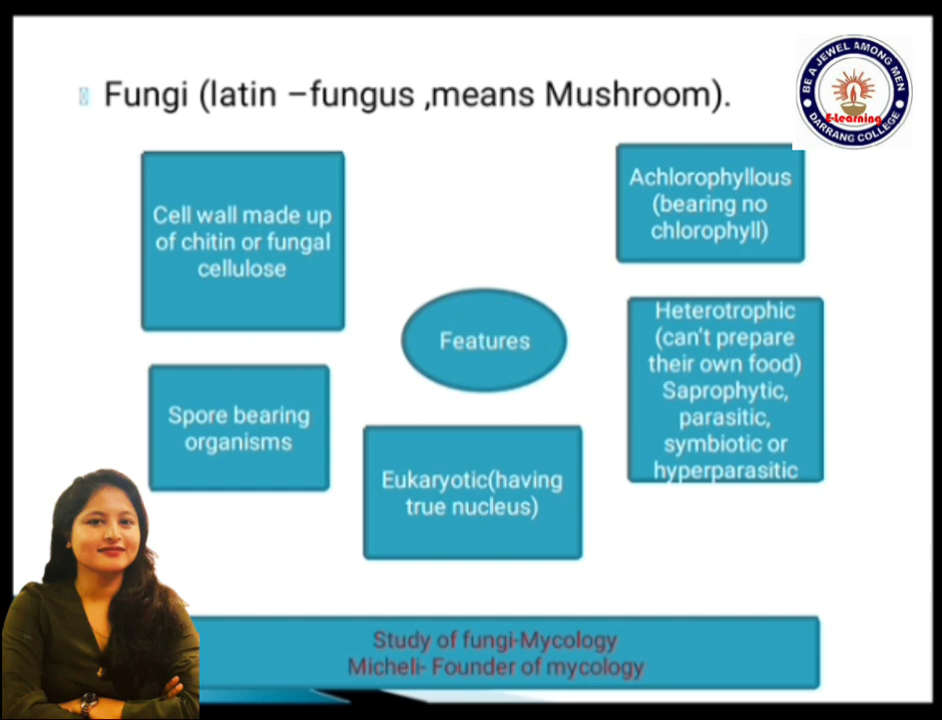 Fungi (latin –fungus ,means Mushroom).
BE A JEWEL AMONG MEN
E-Learning
DARRANG COLLEGE
Cell wall made up
of chitin or fungal
cellulose
Achlorophyllous
(bearing no
chlorophyll)
Features
Heterotrophic
(can't prepare
their own food)
Saprophytic,
parasitic,
symbiotic or
hyperparasitic
Spore bearing
organisms
Eukaryotic(having
true nucleus)
Study of fungi-Mycology
Micheli- Founder of mycology